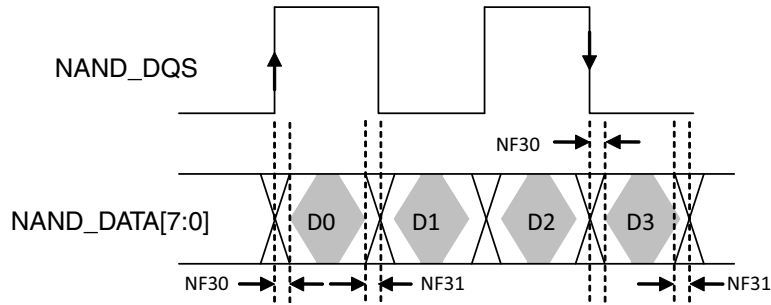 NAND_DQS
NF30
NAND_DATA[7:0]
D0 D1 D2 D3
NF30 NF31 NF31